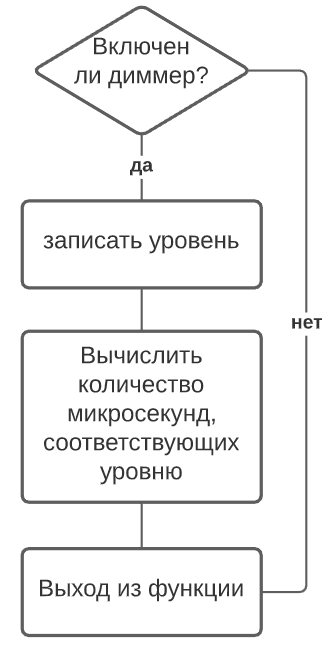 Включен
ли диммер?
да
записать уровень
нет
Вычислить
количество
микросекунд,
соответствующих
уровню
Выход из функции